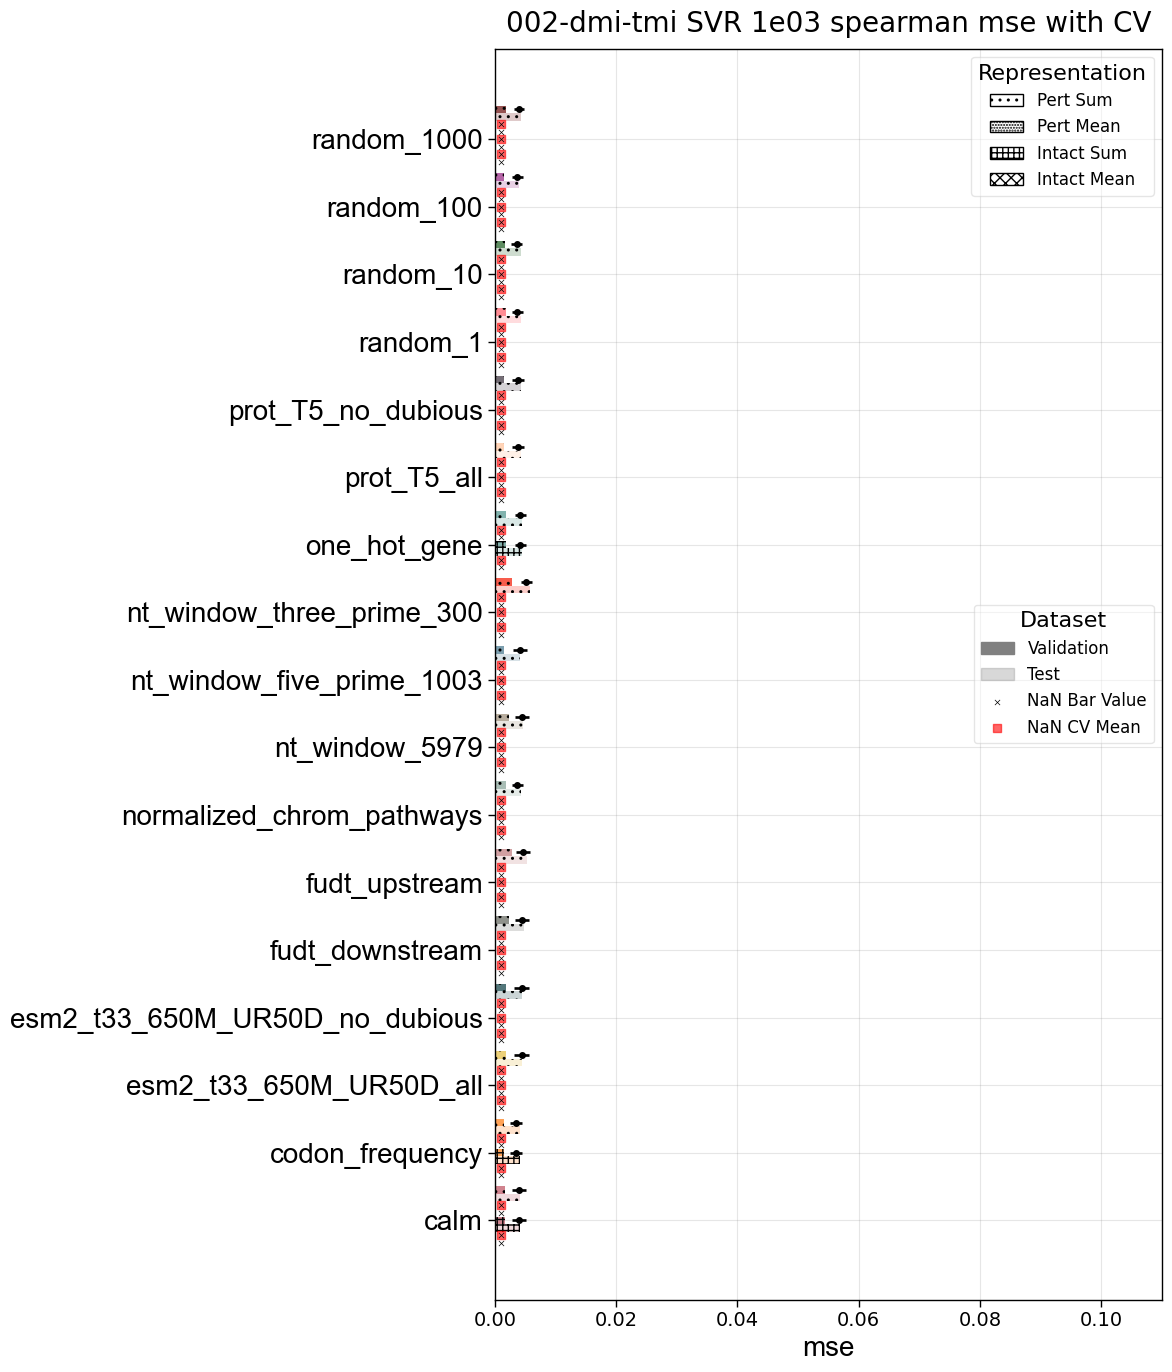 002-dmi-tmi SVR 1e03 spearman mse with CV
Representation
Pert Sum
Pert Mean
Intact Sum
Intact Mean
random_1000
random_100
random_10
random_1
prot_T5_no_dubious
prot_T5_all
one_hot_gene
nt_window_three_prime_300
Dataset
Validation
Test
NaN Bar Value
NaN CV Mean
nt_window_five_prime_1003
nt_window_5979
normalized_chrom_pathways
fudt_upstream
fudt_downstream
esm2_t33_650M_UR50D_no_dubious
esm2_t33_650M_UR50D_all
codon_frequency
calm
0.00 0.02 0.04 0.06 0.08 0.10
mse